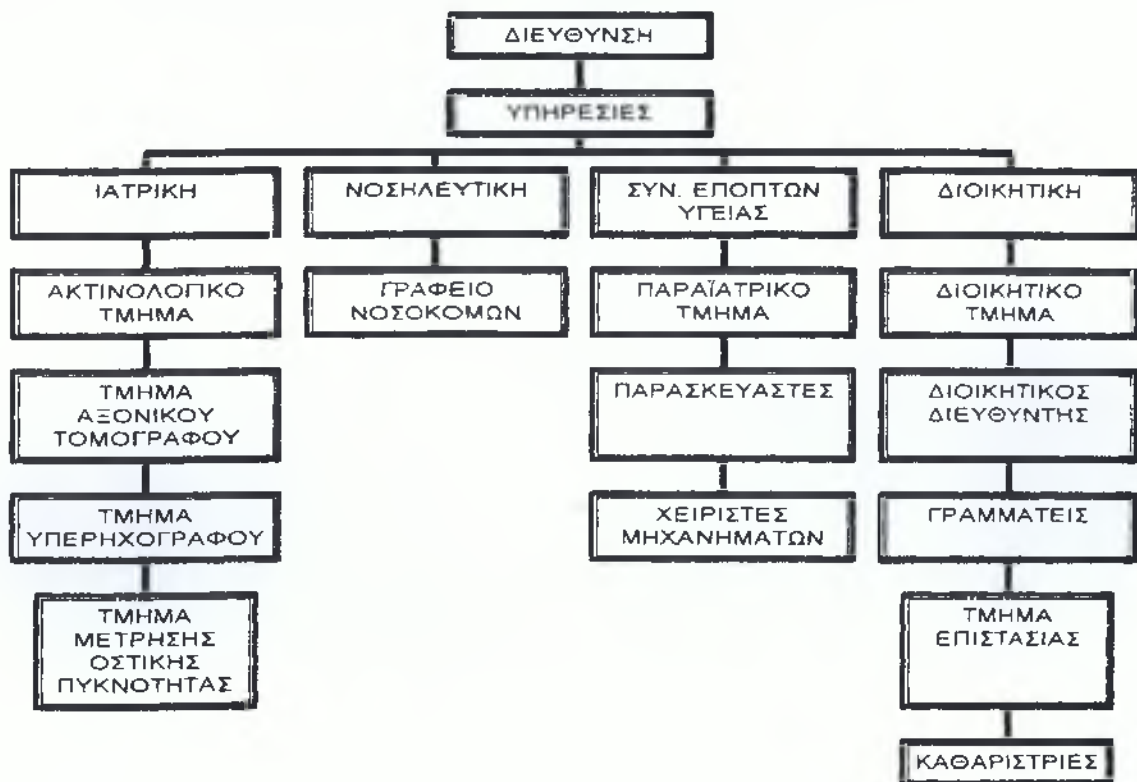 ΔΙΕΥΘΥΝΣΗ
ΥΠΗΡΕΣΙΕΣ
ΙΑΤΡΙΚΗ
ΝΟΣΗΛΕΥΤΙΚΗ
ΣΥΝ. ΕΠΟΠΤΩΝ
ΥΓΕΙΑΣ
ΔΙΟΙΚΗΤΙΚΗ
ΑΚΤΙΝΟΛΟΓΙΚΟ
ΤΜΗΜΑ
ΓΡΑΦΕΙΟ
ΝΟΣΟΚΟΜΩΝ
ΠΑΡΑΪΑΤΡΙΚΟ
ΤΜΗΜΑ
ΔΙΟΙΚΗΤΙΚΟ
ΤΜΗΜΑ
ΤΜΗΜΑ
ΑΞΟΝΙΚΟΥ
ΤΟΜΟΓΡΑΦΟΥ
ΠΑΡΑΣΚΕΥΑΣΤΕΣ
ΔΙΟΙΚΗΤΙΚΟΣ
ΔΙΕΥΘΥΝΤΗΣ
ΤΜΗΜΑ
ΥΠΕΡΗΧΟΓΡΑΦΟΥ
ΧΕΙΡΙΣΤΕΣ
ΜΗΧΑΝΗΜΑΤΩΝ
ΓΡΑΜΜΑΤΕΙΣ
ΤΜΗΜΑ
ΜΕΤΡΗΣΗΣ
ΟΣΤΙΚΗΣ
ΠΥΚΝΟΤΗΤΑΣ
ΤΜΗΜΑ
ΕΠΙΣΤΑΣΙΑΣ
ΚΑΘΑΡΙΣΤΡΙΕΣ